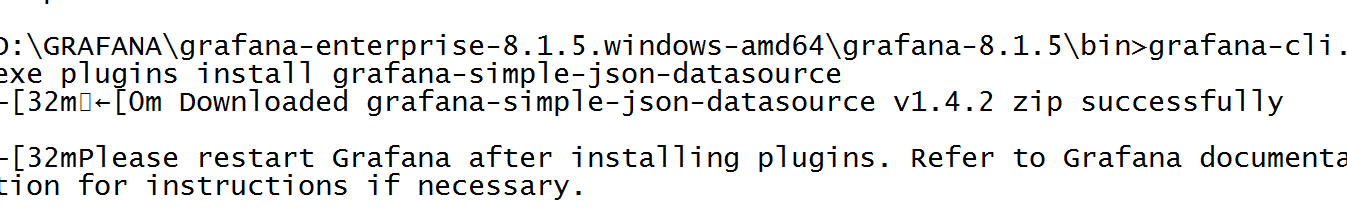 D:\GRAFANA\grafana-enterprise-8.1.5.windows-amd64\grafana-8.1.5\bin>grafana-cli.
exe plugins install grafana-simple-json-datasource
←[32m▯←[0m Downloaded grafana-simple-json-datasource v1.4.2 zip successfully
←[32mPlease restart Grafana after installing plugins. Refer to Grafana documenta
tion for instructions if necessary.